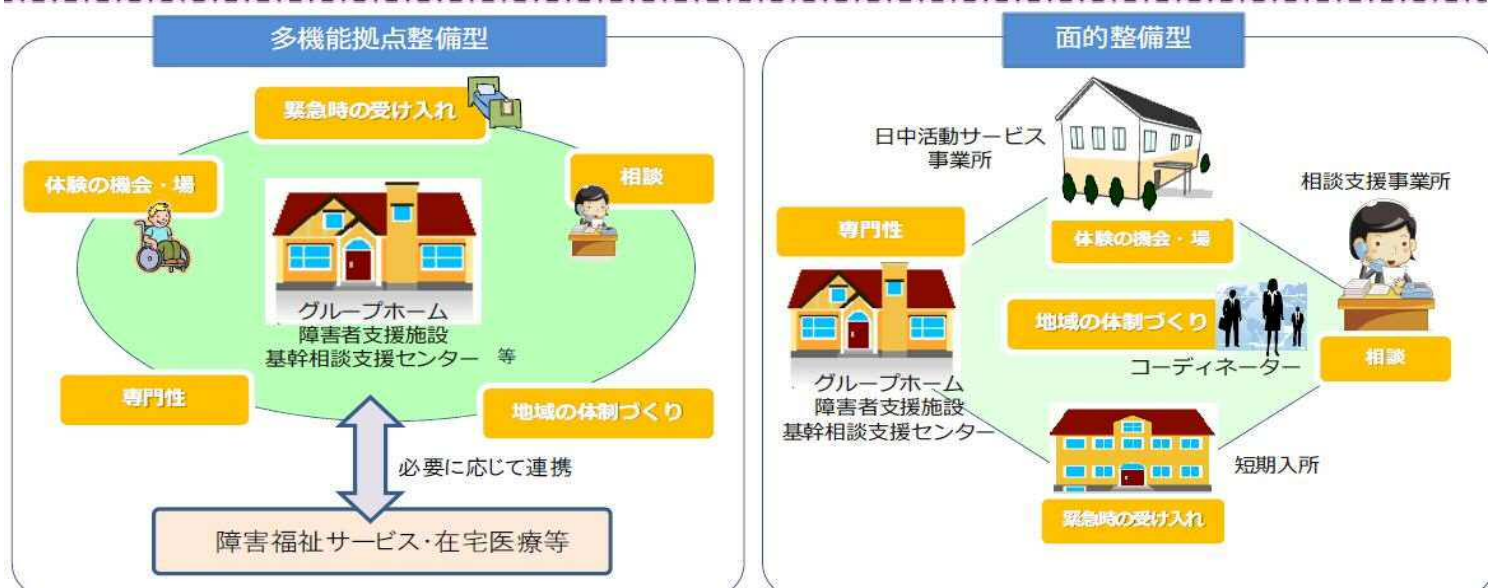 多機能拠点整備型
緊急時の受け入れ
体験の機会・場
相談
グループホーム
障害者支援施設
基幹相談支援センター 等
専門性
地域の体制づくり
必要に応じて連携
障害福祉サービス・在宅医療等
面的整備型
日中活動サービス
事業所
相談支援事業所
専門性
体験の機会・場
地域の体制づくり
コーディネーター
相談
グループホーム
障害者支援施設
基幹相談支援センター
短期入所
緊急時の受け入れ